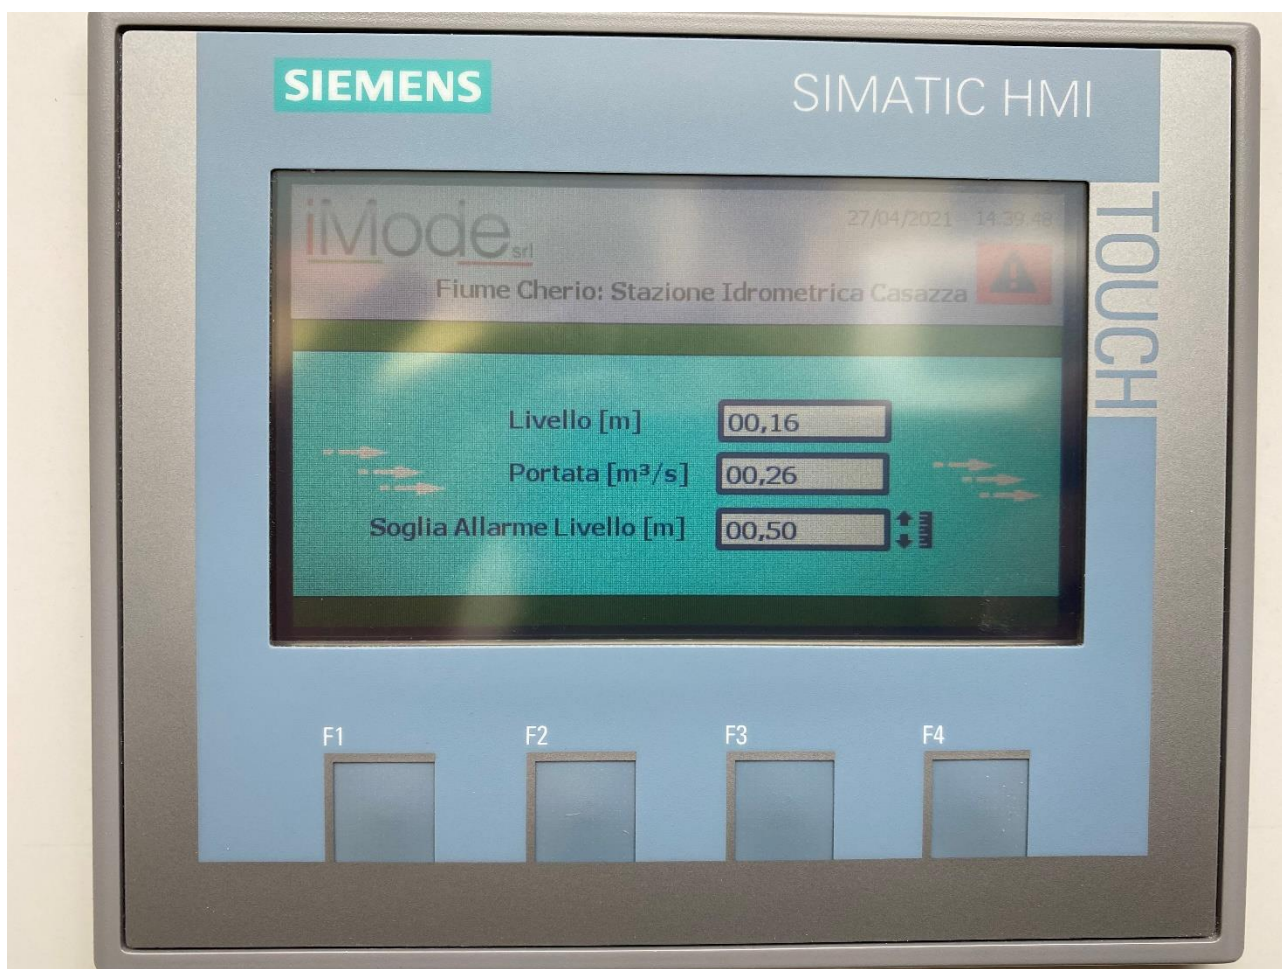 SIEMENS
SIMATIC HMI
TOUCH
iMode srl
27/04/2021 14.39.48
Fiume Cherio: Stazione Idrometrica Casazza
Livello [m] 00,16
Portata [m³/s] 00,26
Soglia Allarme Livello [m] 00,50
F1 F2 F3 F4